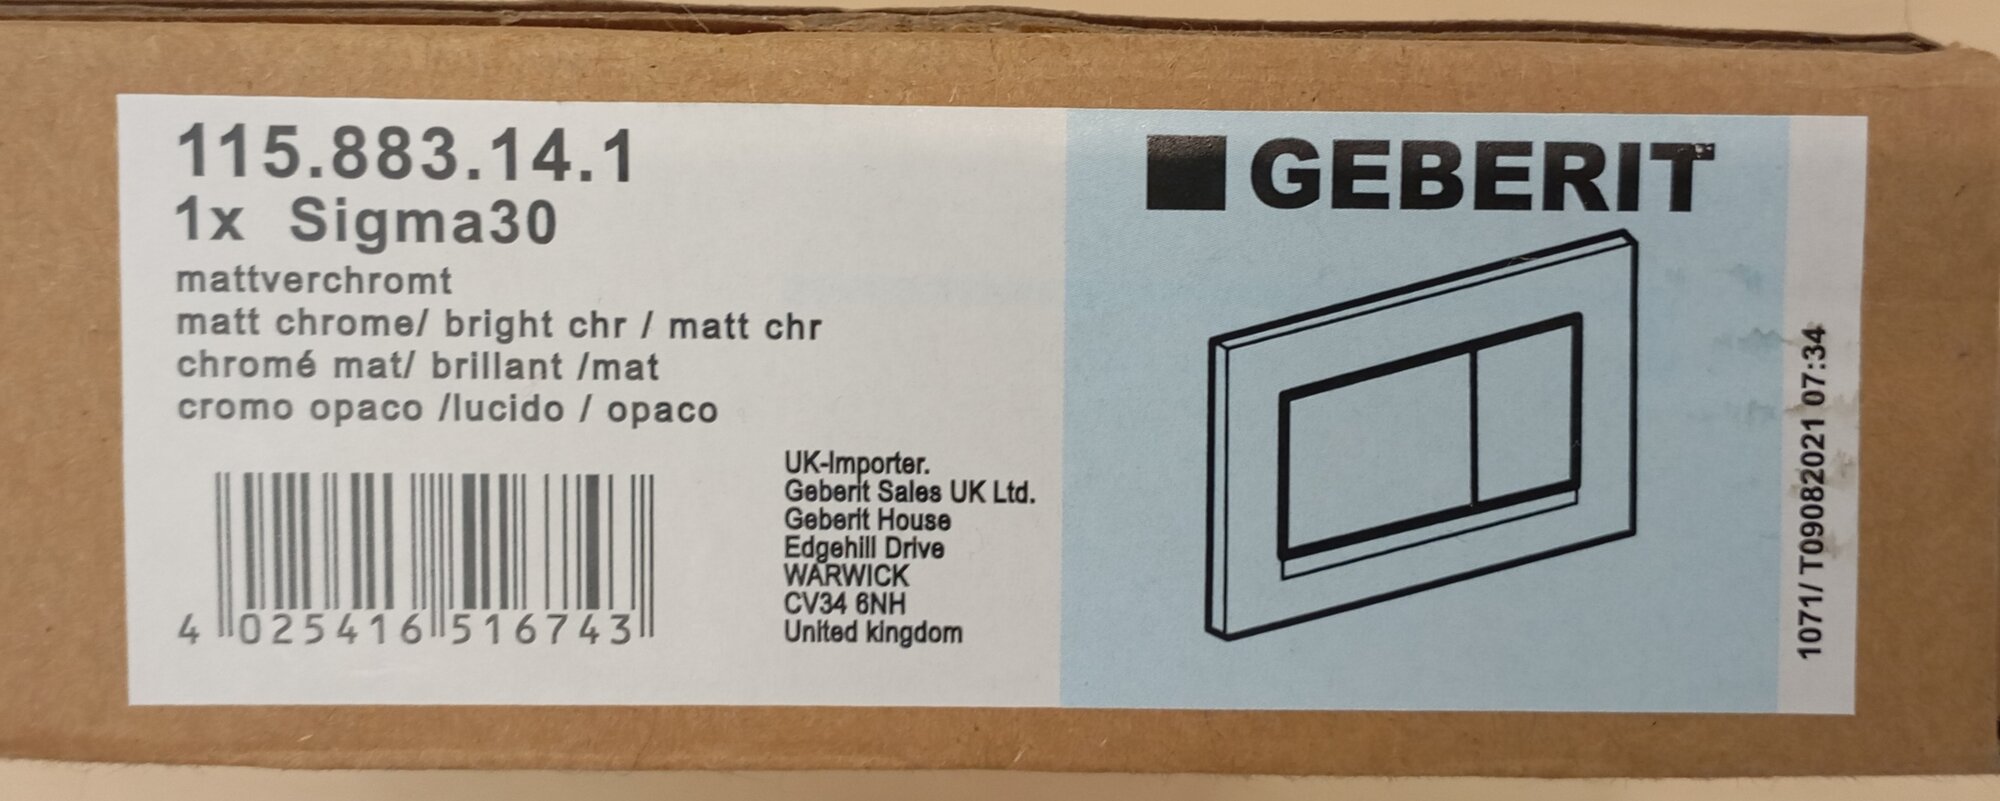 115.883.14.1
1x Sigma30
mattverchromt
matt chrome/ bright chr / matt chr
chromé mat/ brillant /mat
cromo opaco /lucido / opaco
4 025416 516743
UK-Importer.
Geberit Sales UK Ltd.
Geberit House
Edgehill Drive
WARWICK
CV34 6NH
United kingdom
GEBERIT
1071/ T09082021 07:34